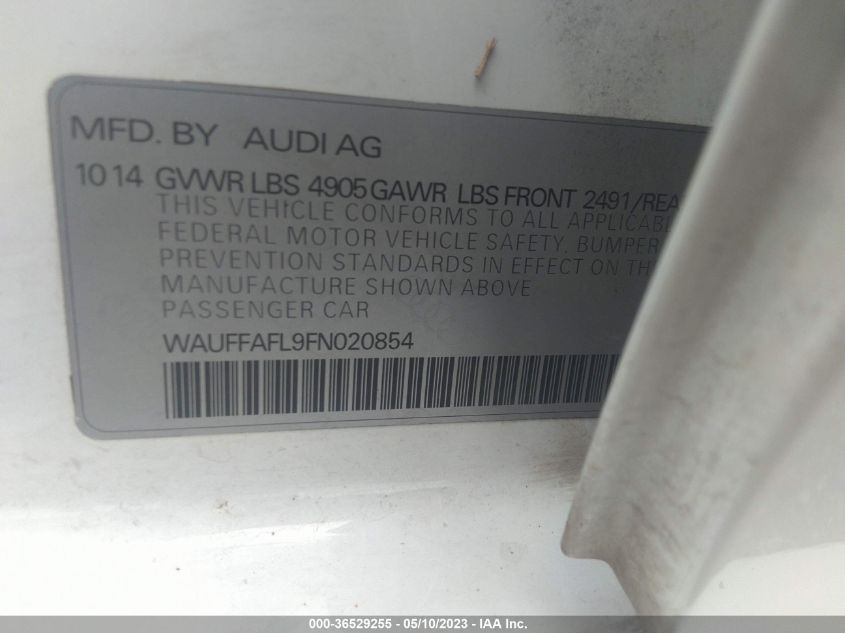 MFD. BY AUDI AG
10 14 GVWR LBS 4905 GAWR LBS FRONT 2491/REA
THIS VEHICLE CONFORMS TO ALL APPLICABLE
FEDERAL MOTOR VEHICLE SAFETY, BUMPER
PREVENTION STANDARDS IN EFFECT ON TH
MANUFACTURE SHOWN ABOVE
PASSENGER CAR
WAUFFAFL9FN020854
000-36529255 - 05/10/2023 - IAA Inc.